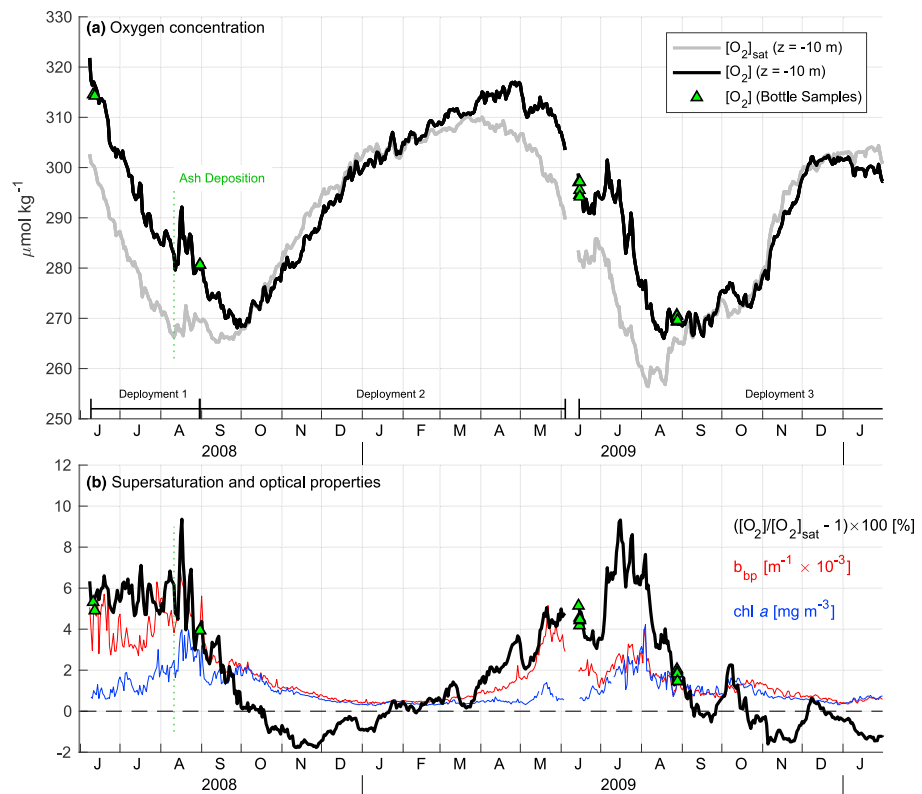 (a) Oxygen concentration
[O2]sat (z = -10 m)
[O2] (z = -10 m)
[O2] (Bottle Samples)
Ash Deposition
μmol kg-1
330
320
310
300
290
280
270
260
250
Deployment 1 Deployment 2 Deployment 3
J J A S O N D J F M A M J J A S O N D J
2008 2009
(b) Supersaturation and optical properties
([O2]/[O2]sat - 1)×100 [%]
bbp [m-1 × 10-3]
chl a [mg m-3]
12
10
8
6
4
2
0
-2
J J A S O N D J F M A M J J A S O N D J
2008 2009